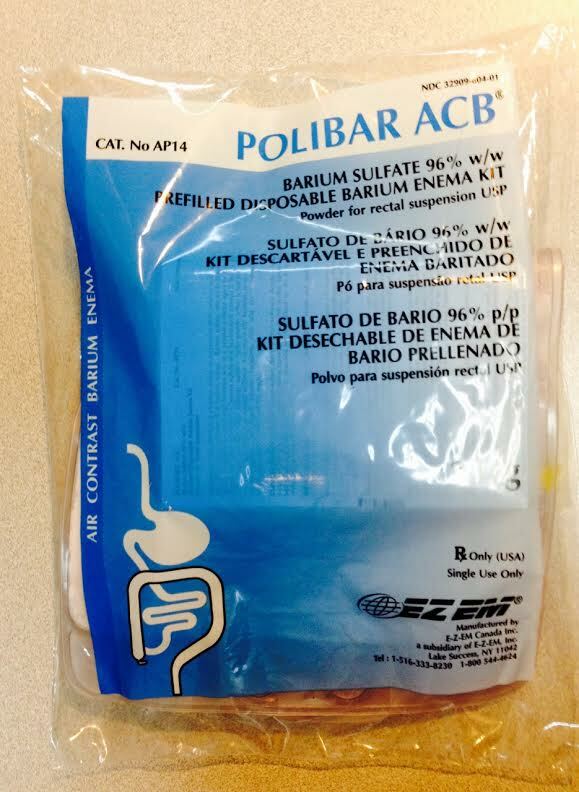 NDC 32909-604-01
CAT. No AP14
POLIBAR ACB®
BARIUM SULFATE 96% w/w
PREFILLED DISPOSABLE BARIUM ENEMA KIT
Powder for rectal suspension USP
SULFATO DE BÁRIO 96% w/w
KIT DESCARTÁVEL E PREENCHIDO DE
ENEMA BARITADO
Pó para suspensão retal USP
SULFATO DE BARIO 96% p/p
KIT DESECHABLE DE ENEMA DE
BARIO PRELLENADO
Polvo para suspensión rectal USP
g
AIR CONTRAST BARIUM ENEMA
Rx Only (USA)
Single Use Only
E-Z-EM®
Manufactured by
E-Z-EM Canada Inc.
a subsidiary of E-Z-EM, Inc.
Lake Success, NY 11042
Tel : 1-516-333-8230 1-800 544-4624